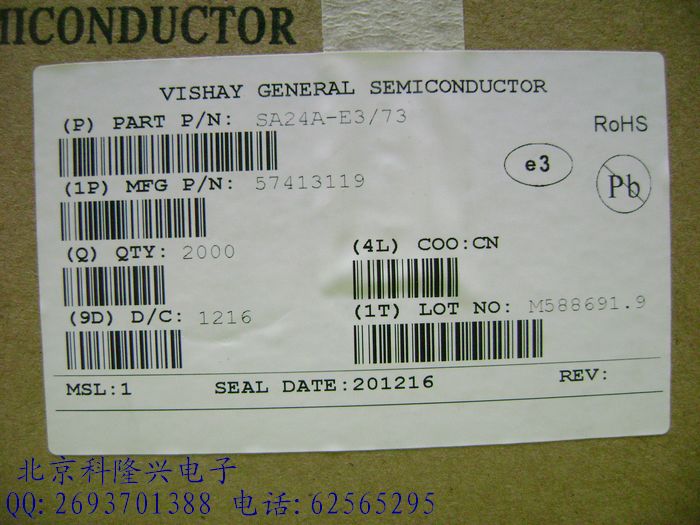 MICONDUCTOR
VISHAY GENERAL SEMICONDUCTOR
(P) PART P/N: SA24A-E3/73
RoHS
e3
Pb
(1P) MFG P/N: 57413119
(Q) QTY: 2000
(4L) COO:CN
(9D) D/C: 1216
(1T) LOT NO: M588691.9
MSL:1 SEAL DATE:201216 REV:
北京科隆兴电子
QQ:2693701388 电话:62565295